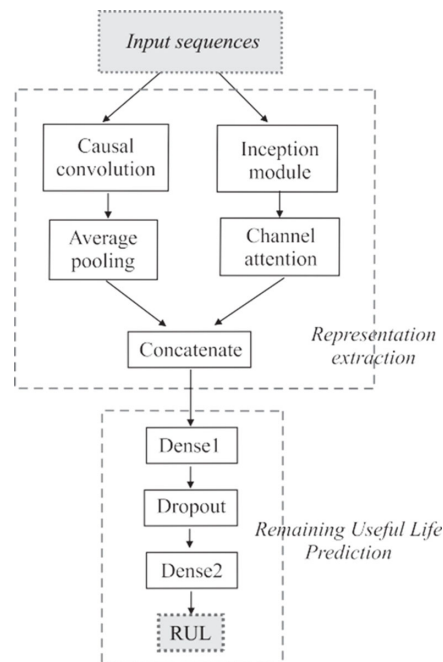 Input sequences
Causal
convolution
Inception
module
Average
pooling
Channel
attention
Concatenate
Representation
extraction
Dense1
Dropout
Dense2
Remaining Useful Life
Prediction
RUL